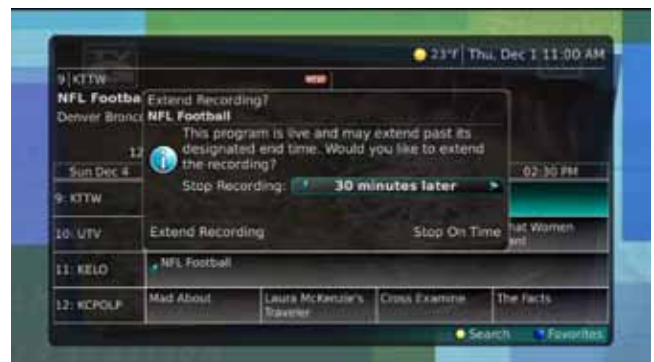 23°F Thu, Dec 1 11:00 AM
9 KTTW
NEW
NFL Footba
Denver Bronc
12
Extend Recording?
NFL Football
This program is live and may extend past its
designated end time. Would you like to extend
the recording?
Stop Recording: 30 minutes later
Extend Recording Stop On Time
Sun Dec 4 02:30 PM
9: KTTW
10: UTV hat Women
11: KELO NFL Football
12: KCPOLP Mad About Laura McKenzie's Cross Examine The Facts
Traveler
Search Favorites